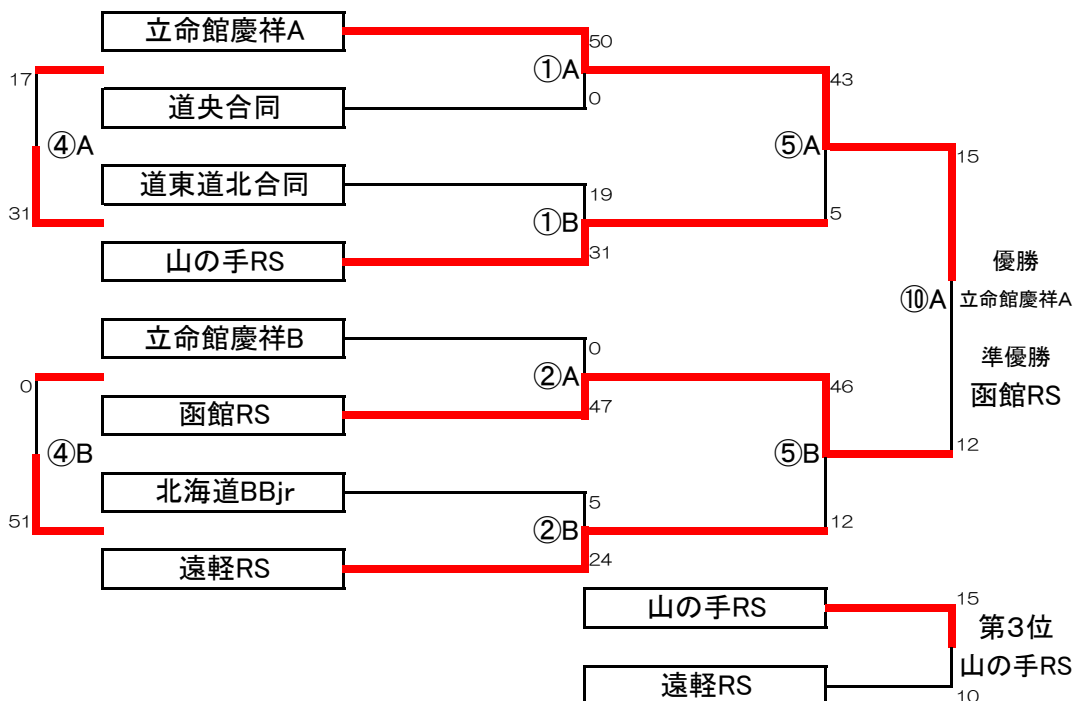 立命館慶祥A
50
17
①A
43
道央合同
0
④A
⑤A
15
道東道北合同
19
31
①B
5
山の手RS
31
優勝
⑩A
立命館慶祥A
立命館慶祥B
0
準優勝
0
②A
46
函館RS
函館RS
47
④B
⑤B
12
北海道BBjr
5
51
②B
12
遠軽RS
24
山の手RS
15
第3位
山の手RS
遠軽RS
10